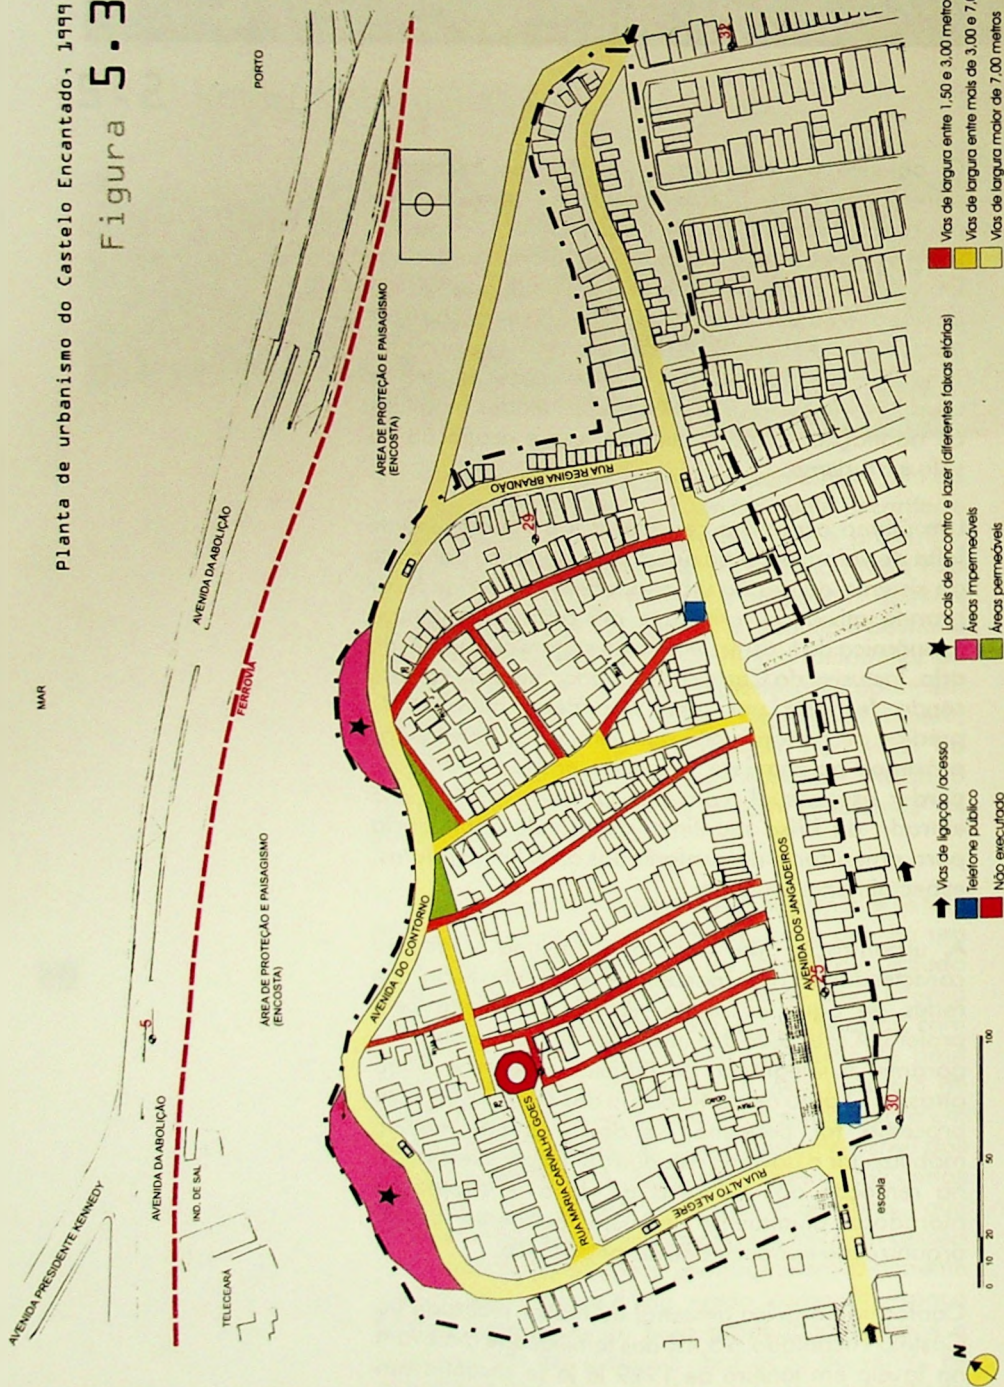 Planta de urbanismo do Castelo Encantado, 1999
Figura 5.3
MAR
PORTO
AVENIDA PRESIDENTE KENNEDY
AVENIDA DA ABOLIÇÃO
AVENIDA DA ABOLIÇÃO
FERROVIA
TELECEARÁ
IND. DE SAL
5
ÁREA DE PROTEÇÃO E PAISAGISMO
(ENCOSTA)
ÁREA DE PROTEÇÃO E PAISAGISMO
(ENCOSTA)
AVENIDA DO CONTORNO
RUA REGINA BRANDÃO
29
32
RUA MARIA CARVALHO GOES
RUA ALTO ALEGRE
AVENIDA DOS JANGADEIROS
25
30
escola
N
0 10 20 50 100
Vias de ligação /acesso
Telefone público
Não executado
Locais de encontro e lazer (diferentes faixas etárias)
Áreas impermeáveis
Áreas permeáveis
Vias de largura entre 1,50 e 3,00 metro
Vias de largura entre mais de 3,00 e 7,
Vias de largura maior de 7,00 metros